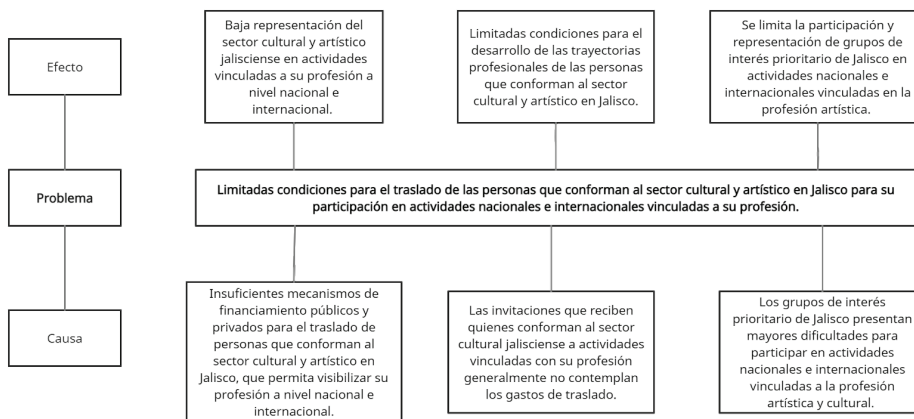 Efecto
Baja representación del
sector cultural y artístico
jalisciense en actividades
vinculadas a su profesión a
nivel nacional e
internacional.
Limitadas condiciones para el
desarrollo de las trayectorias
profesionales de las personas
que conforman al sector
cultural y artístico en Jalisco.
Se limita la participación y
representación de grupos de
interés prioritario de Jalisco en
actividades nacionales e
internacionales vinculadas en la
profesión artística.
Problema
Limitadas condiciones para el traslado de las personas que conforman al sector cultural y artístico en Jalisco para su
participación en actividades nacionales e internacionales vinculadas a su profesión.
Causa
Insuficientes mecanismos de
financiamiento públicos y
privados para el traslado de
personas que conforman al
sector cultural y artístico en
Jalisco, que permita visibilizar su
profesión a nivel nacional e
internacional.
Las invitaciones que reciben
quienes conforman al sector
cultural jalisciense a actividades
vinculadas con su profesión
generalmente no contemplan
los gastos de traslado.
Los grupos de interés
prioritario de Jalisco presentan
mayores dificultades para
participar en actividades
nacionales e internacionales
vinculadas a la profesión
artística y cultural.